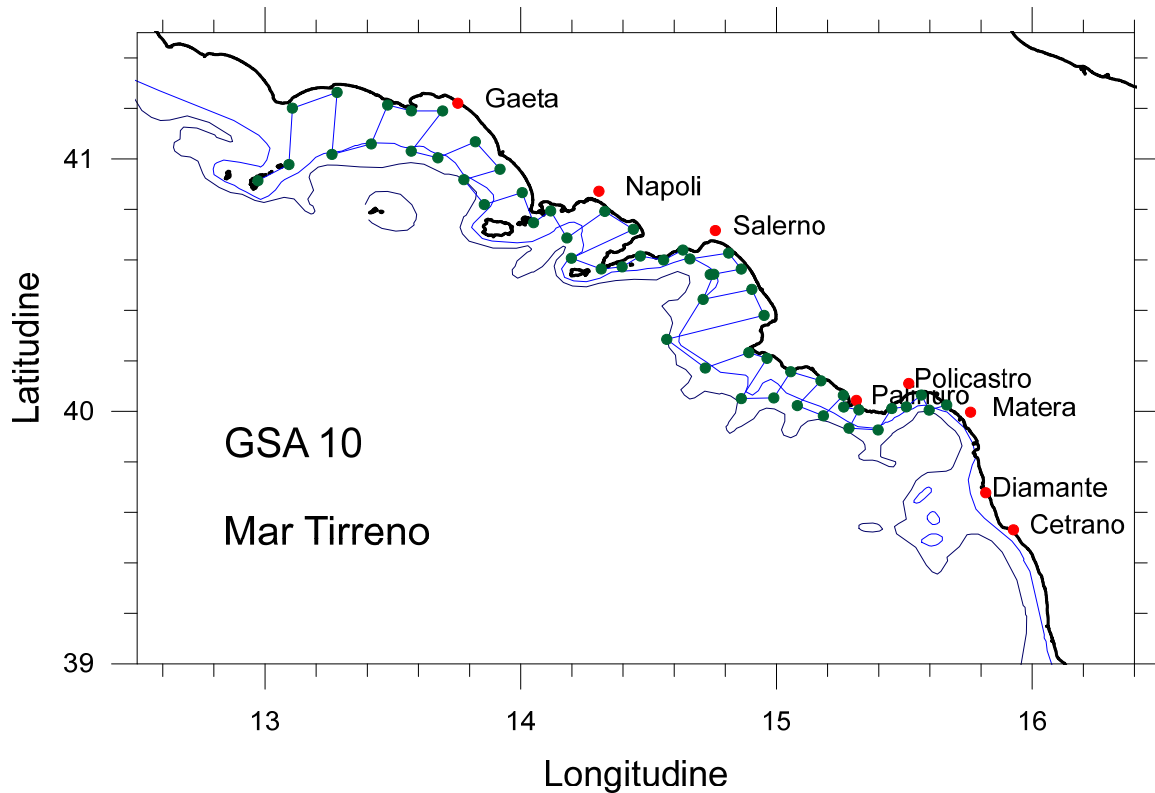 Gaeta
41
Napoli
Salerno
Policastro
Palinuro
Matera
40
GSA 10
Diamante
Mar Tirreno
Cetrano
39
13
14
15
16
Latitudine
Longitudine